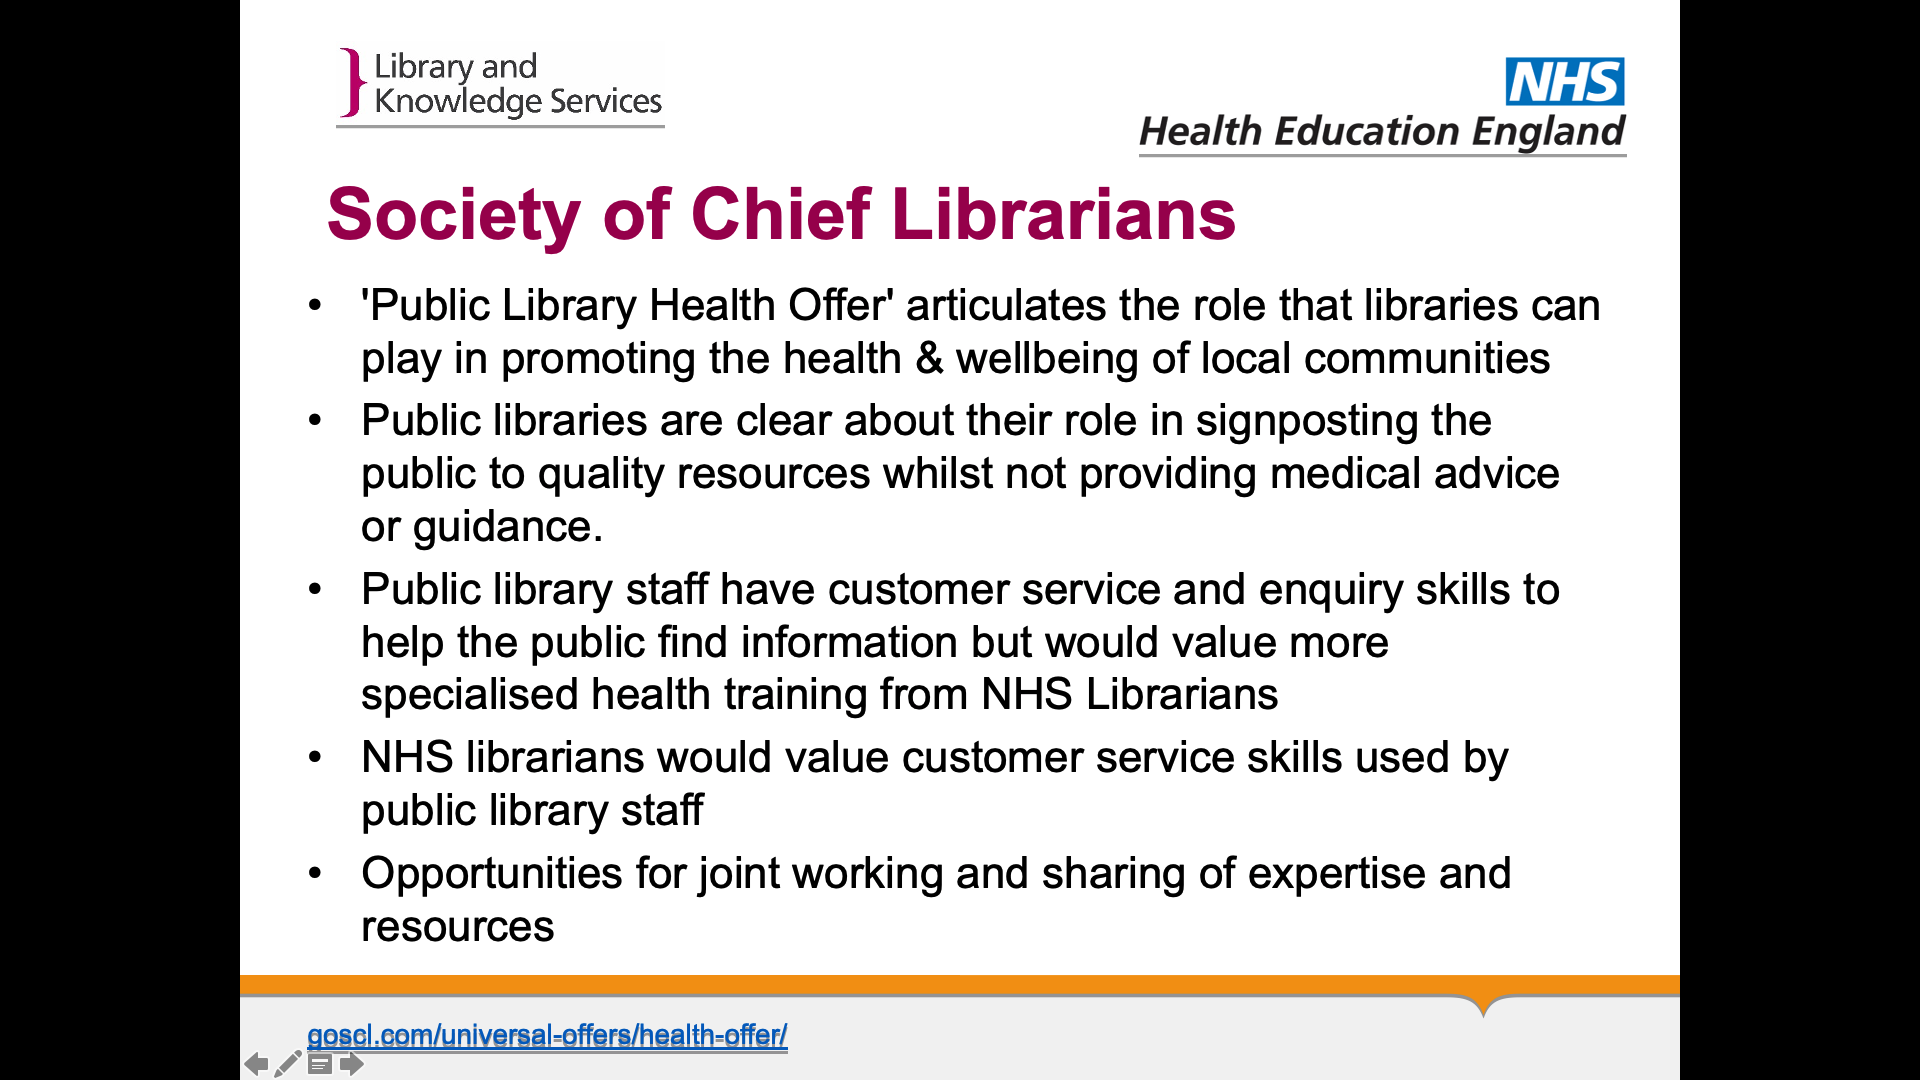 Library and
Knowledge Services
NHS
Health Education England
Society of Chief Librarians
• 'Public Library Health Offer' articulates the role that libraries can
play in promoting the health & wellbeing of local communities
• Public libraries are clear about their role in signposting the
public to quality resources whilst not providing medical advice
or guidance.
• Public library staff have customer service and enquiry skills to
help the public find information but would value more
specialised health training from NHS Librarians
• NHS librarians would value customer service skills used by
public library staff
• Opportunities for joint working and sharing of expertise and
resources
goscl.com/universal-offers/health-offer/